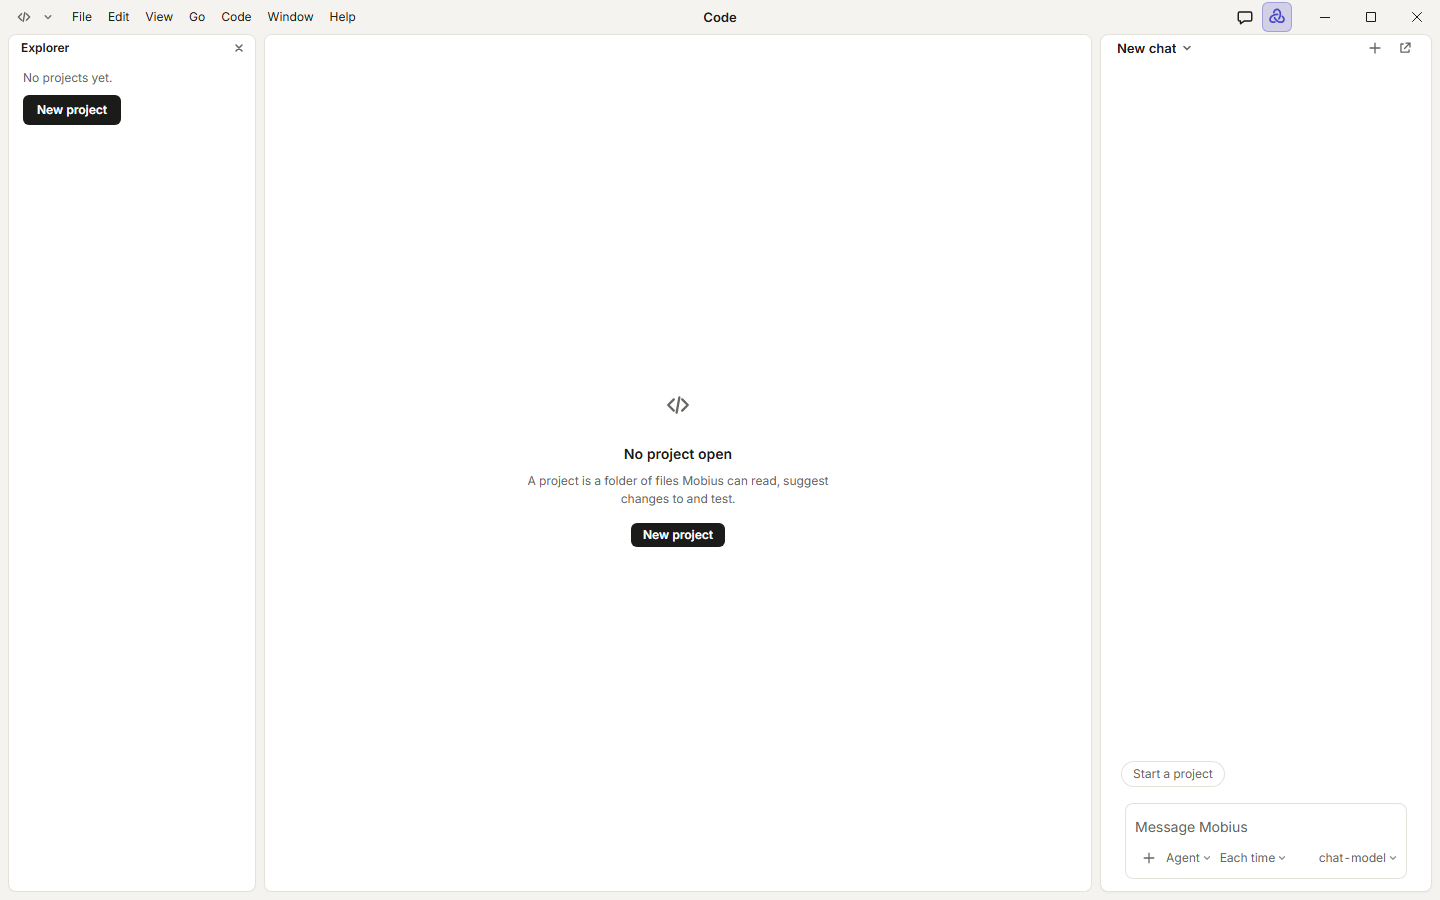 File Edit View Go Code Window Help
Code
Explorer
No projects yet.
New project
No project open
A project is a folder of files Mobius can read, suggest
changes to and test.
New project
New chat
Start a project
Message Mobius
Agent Each time chat-model